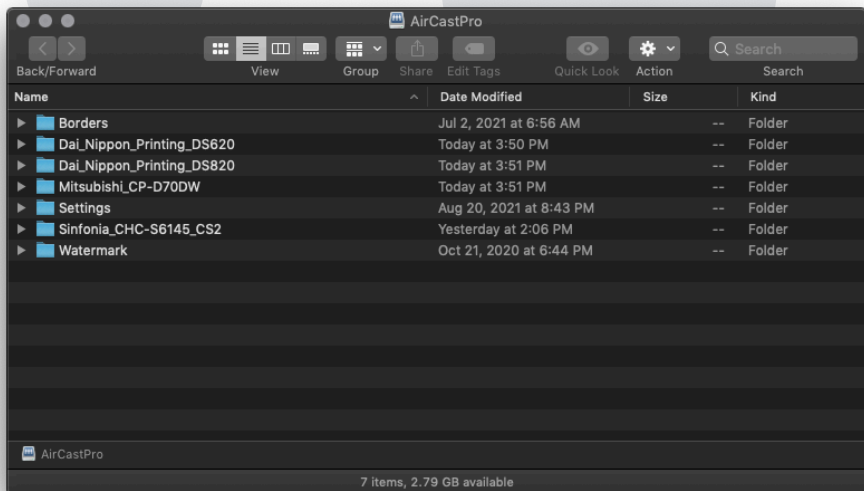 AirCastPro
Back/Forward View Group Share Edit Tags Quick Look Action Search Search
Name Date Modified Size Kind
Borders Jul 2, 2021 at 6:56 AM -- Folder
Dai_Nippon_Printing_DS620 Today at 3:50 PM -- Folder
Dai_Nippon_Printing_DS820 Today at 3:51 PM -- Folder
Mitsubishi_CP-D70DW Today at 3:51 PM -- Folder
Settings Aug 20, 2021 at 8:43 PM -- Folder
Sinfonia_CHC-S6145_CS2 Yesterday at 2:06 PM -- Folder
Watermark Oct 21, 2020 at 6:44 PM -- Folder
AirCastPro
7 items, 2.79 GB available